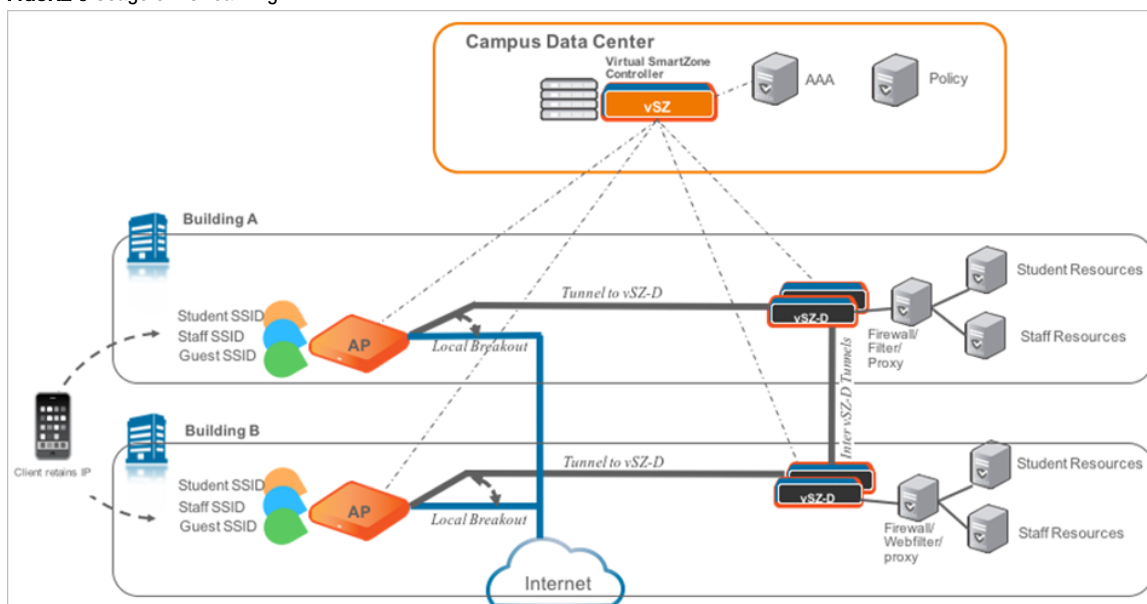 Campus Data Center
Virtual SmartZone
Controller
vSZ
AAA
Policy
Building A
Student SSID
Staff SSID
Guest SSID
AP
Tunnel to vSZ-D
Local Breakout
vSZ-D
Firewall/
Filter/
Proxy
Student Resources
Staff Resources
Inter vSZ-D Tunnels
Client retains IP
Building B
Student SSID
Staff SSID
Guest SSID
AP
Tunnel to vSZ-D
Local Breakout
vSZ-D
Firewall/
Webfilter/
proxy
Student Resources
Staff Resources
Internet